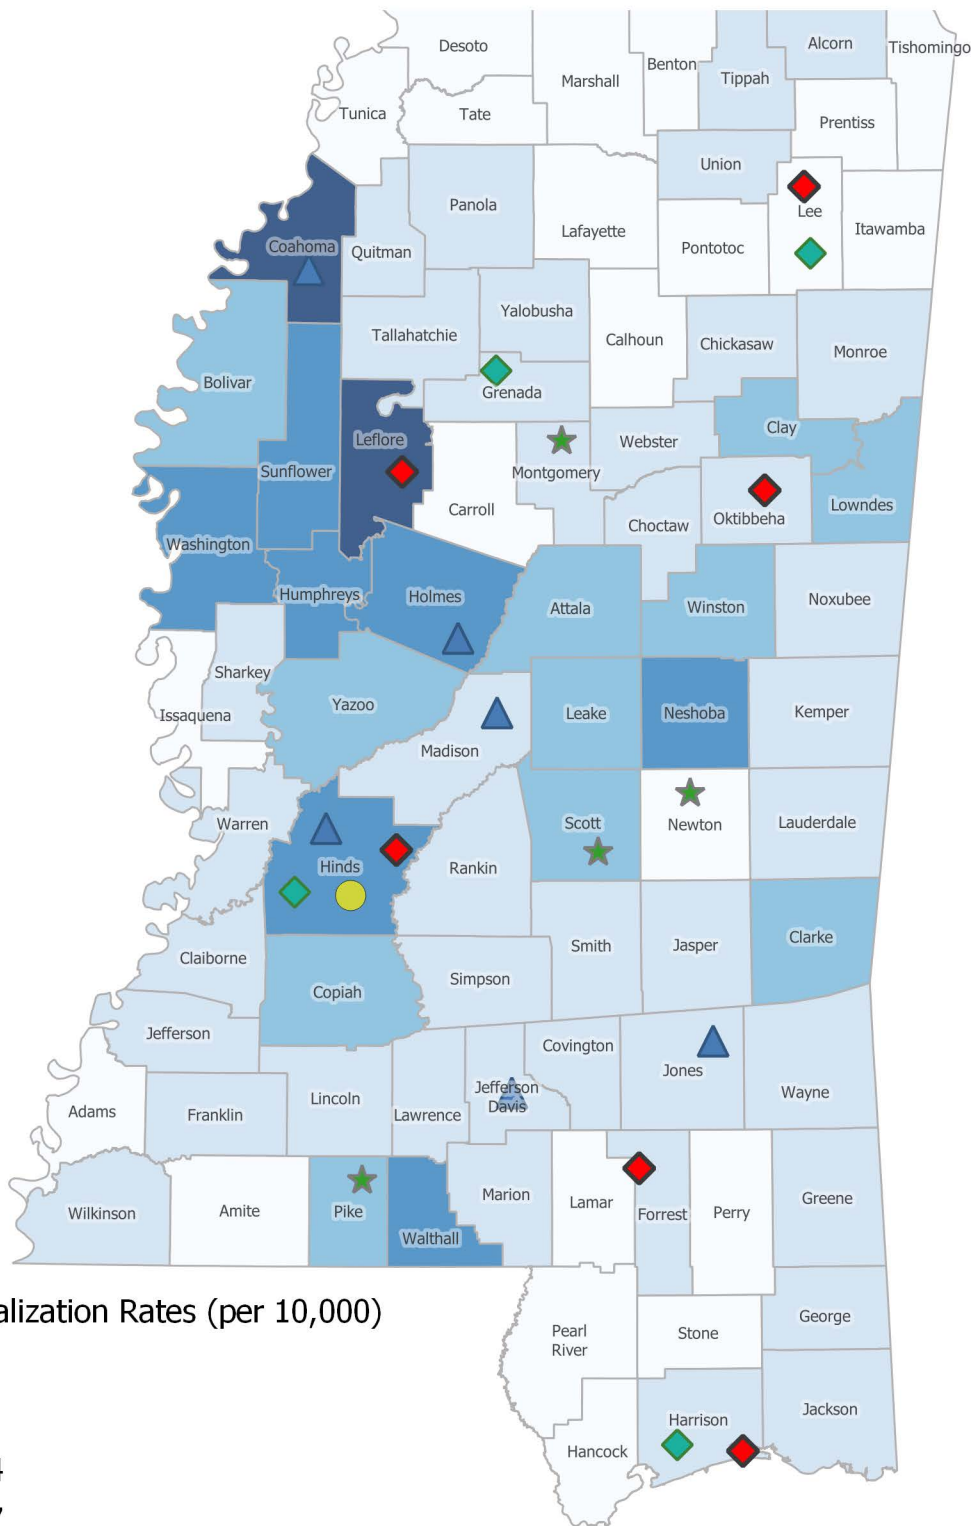 Desoto
Alcorn
Tishomingo
Benton
Marshall
Tippah
Tunica
Tate
Prentiss
Union
Panola
Lee
Itawamba
Lafayette
Pontotoc
Coahoma
Quitman
Yalobusha
Tallahatchie
Calhoun
Chickasaw
Monroe
Bolivar
Grenada
Clay
Leflore
Webster
Sunflower
Montgomery
Carroll
Choctaw
Oktibbeha
Lowndes
Washington
Humphreys
Holmes
Attala
Winston
Noxubee
Sharkey
Yazoo
Issaquena
Leake
Neshoba
Kemper
Madison
Warren
Scott
Newton
Lauderdale
Hinds
Rankin
Claiborne
Smith
Jasper
Clarke
Copiah
Simpson
Jefferson
Covington
Jones
Jefferson
Davis
Wayne
Adams
Franklin
Lincoln
Lawrence
Wilkinson
Amite
Pike
Walthall
Marion
Lamar
Forrest
Perry
Greene
alization Rates (per 10,000)
Pearl
River
Stone
George
Harrison
Jackson
Hancock